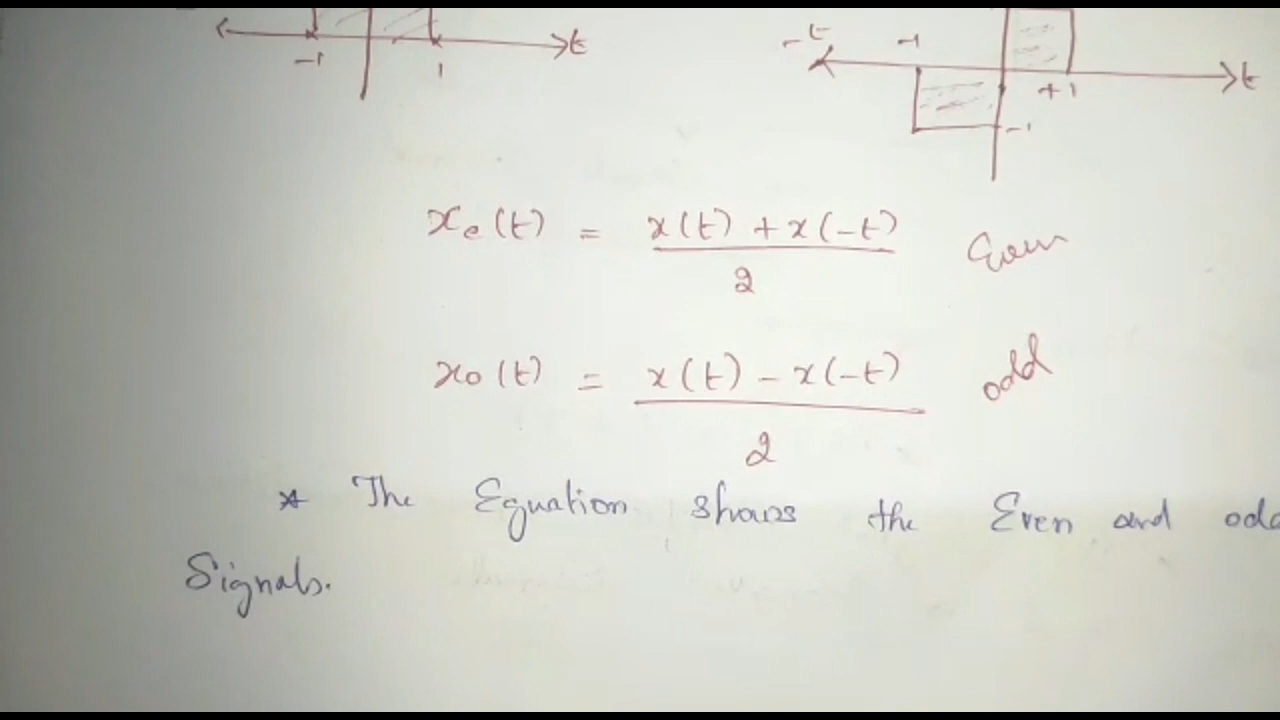 -1 1 t
-t -1 +1 t
-1
xe(t) = x(t) + x(-t) Even
2
xo(t) = x(t) - x(-t) odd
2
* The Equation shows the Even and odd
Signals.